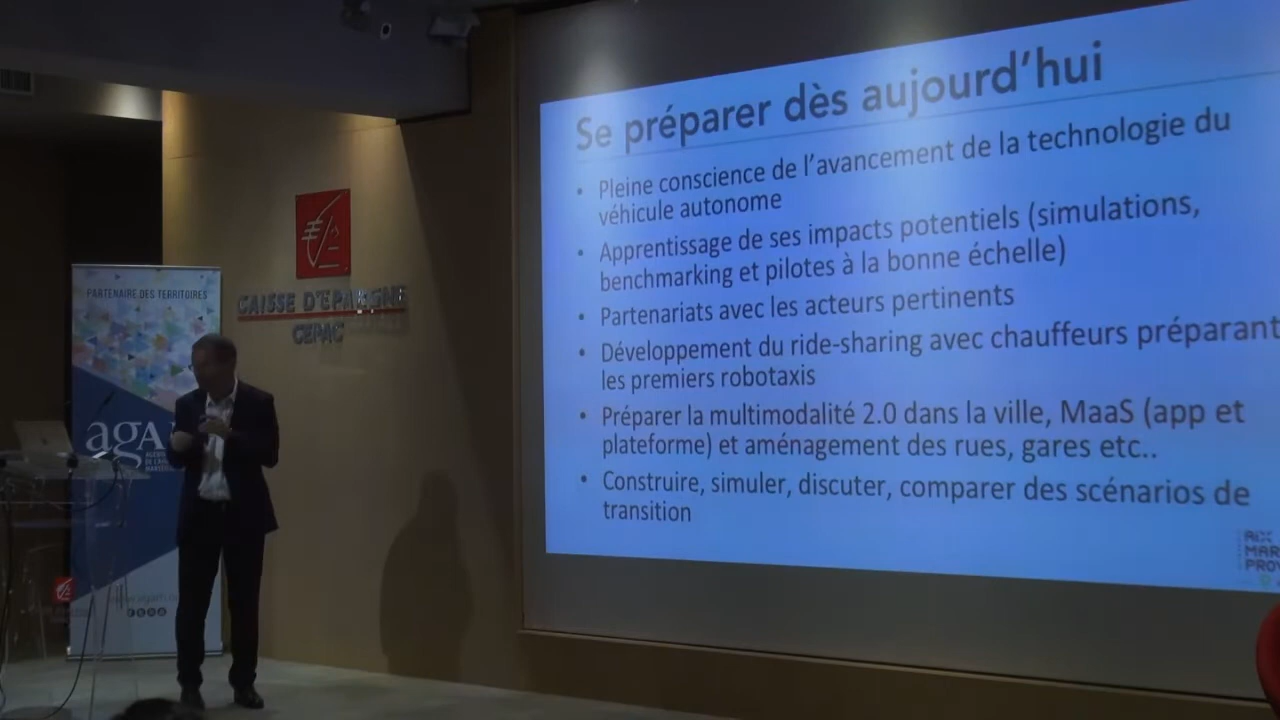 Se préparer dès aujourd'hui
• Pleine conscience de l'avancement de la technologie du
véhicule autonome
• Apprentissage de ses impacts potentiels (simulations,
benchmarking et pilotes à la bonne échelle)
• Partenariats avec les acteurs pertinents
• Développement du ride-sharing avec chauffeurs préparant
les premiers robotaxis
• Préparer la multimodalité 2.0 dans la ville, MaaS (app et
plateforme) et aménagement des rues, gares etc..
• Construire, simuler, discuter, comparer des scénarios de
transition
CAISSE D'EPARGNE
CEPAC
PARTENAIRE DES TERRITOIRES